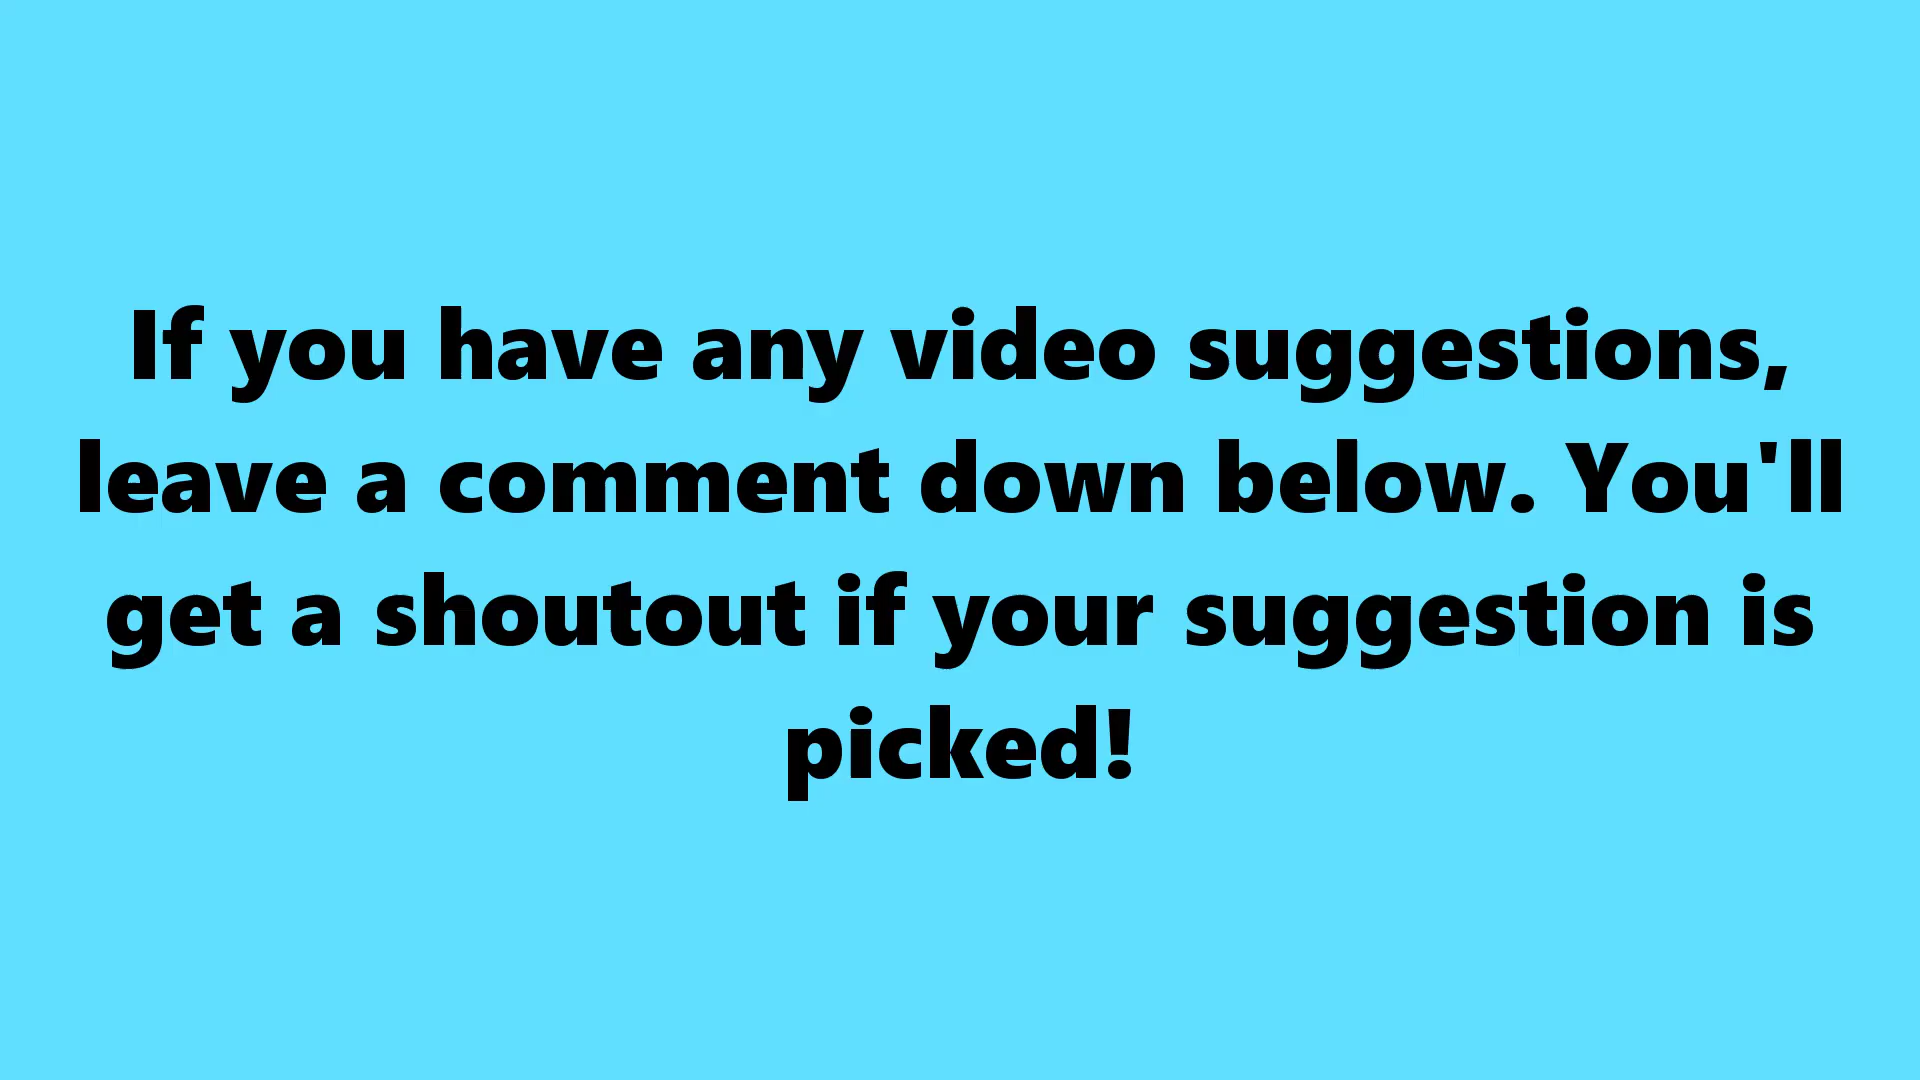 If you have any video suggestions,
leave a comment down below. You'll
get a shoutout if your suggestion is
picked!